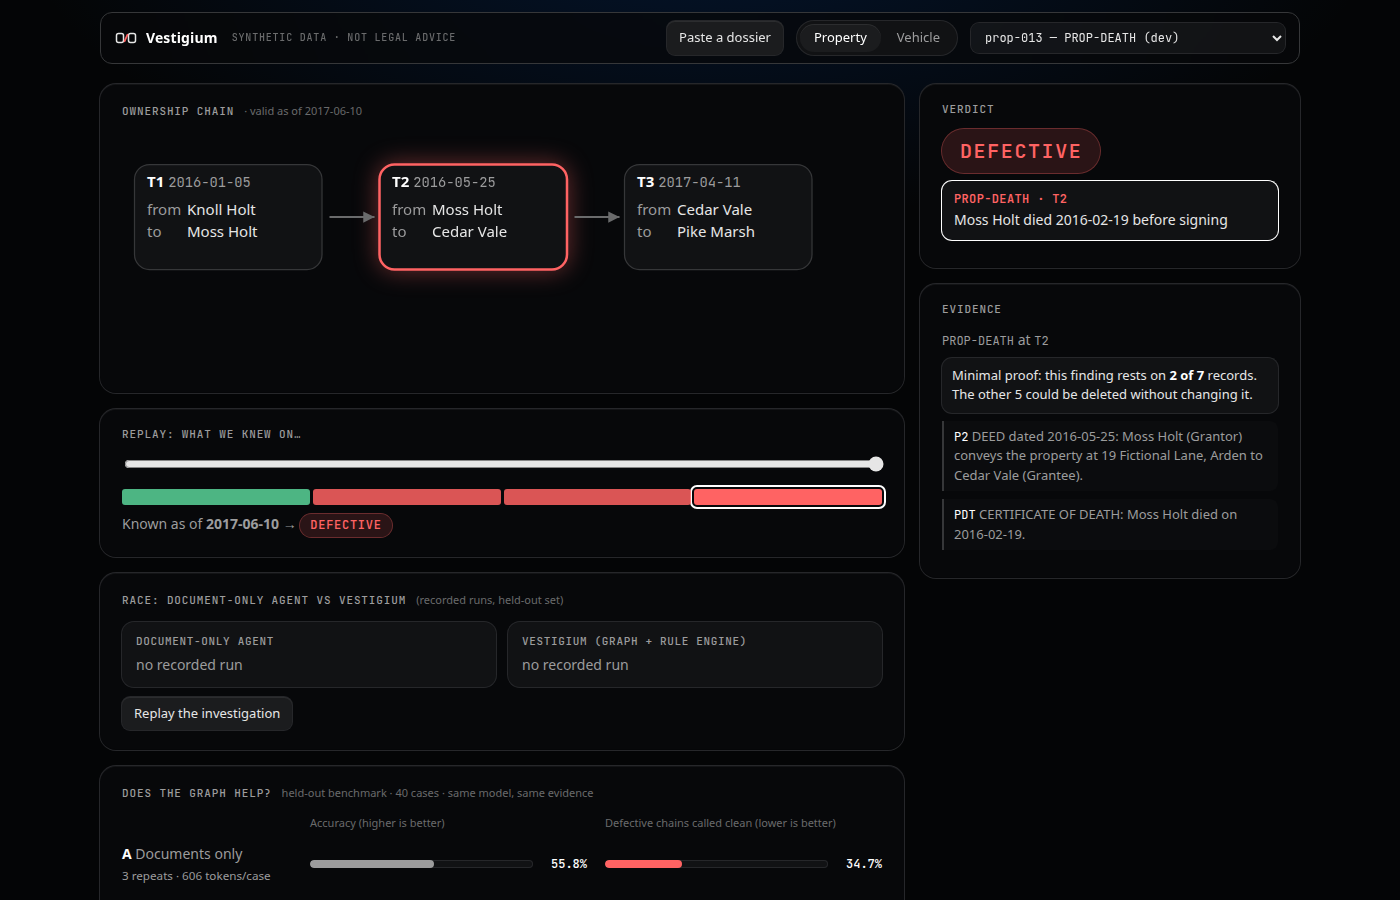 Vestigium SYNTHETIC DATA · NOT LEGAL ADVICE
Paste a dossier
Property Vehicle
prop-013 — PROP-DEATH (dev)
OWNERSHIP CHAIN · valid as of 2017-06-10
T1 2016-01-05
from Knoll Holt
to Moss Holt
T2 2016-05-25
from Moss Holt
to Cedar Vale
T3 2017-04-11
from Cedar Vale
to Pike Marsh
VERDICT
DEFECTIVE
PROP-DEATH · T2
Moss Holt died 2016-02-19 before signing
EVIDENCE
PROP-DEATH at T2
Minimal proof: this finding rests on 2 of 7 records.
The other 5 could be deleted without changing it.
P2 DEED dated 2016-05-25: Moss Holt (Grantor)
conveys the property at 19 Fictional Lane, Arden to
Cedar Vale (Grantee).
PDT CERTIFICATE OF DEATH: Moss Holt died on
2016-02-19.
REPLAY: WHAT WE KNEW ON…
Known as of 2017-06-10 → DEFECTIVE
RACE: DOCUMENT-ONLY AGENT VS VESTIGIUM (recorded runs, held-out set)
DOCUMENT-ONLY AGENT
no recorded run
VESTIGIUM (GRAPH + RULE ENGINE)
no recorded run
Replay the investigation
DOES THE GRAPH HELP? held-out benchmark · 40 cases · same model, same evidence
Accuracy (higher is better)
Defective chains called clean (lower is better)
A Documents only
3 repeats · 606 tokens/case
55.8%
34.7%